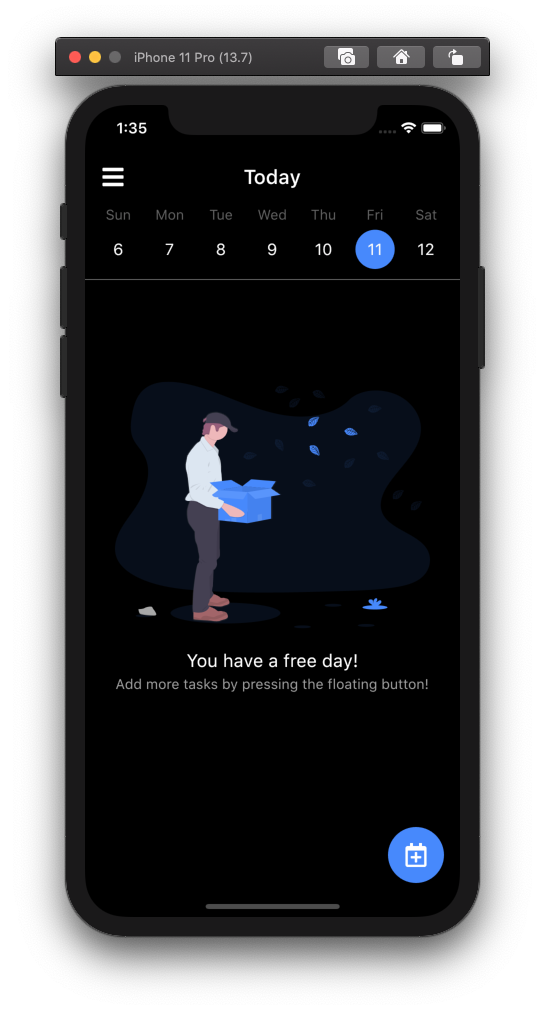 iPhone 11 Pro (13.7)
1:35
Today
Sun Mon Tue Wed Thu Fri Sat
6 7 8 9 10 11 12
You have a free day!
Add more tasks by pressing the floating button!